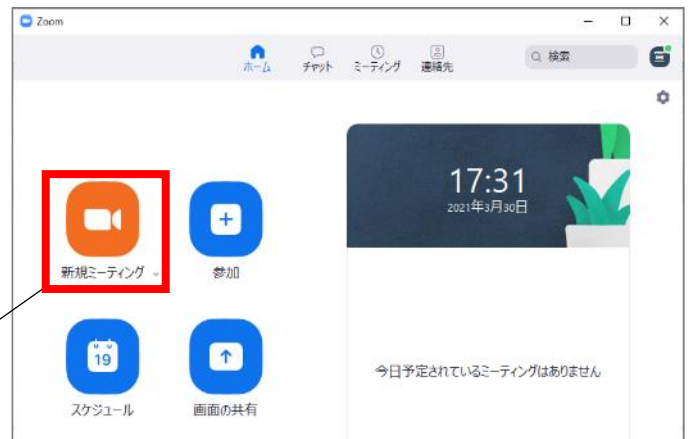 Zoom
ホーム
チャット
ミーティング
連絡先
検索
17:31
2021年3月30日
新規ミーティング
参加
19
スケジュール
画面の共有
今日予定されているミーティングはありません